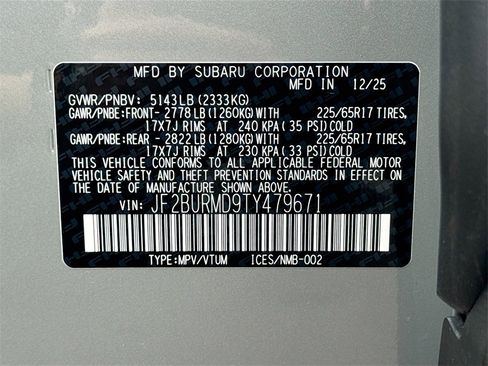 MFD BY SUBARU CORPORATION
MFD IN 12/25
GVWR/PNBV: 5143LB (2333KG)
GAWR/PNBE:FRONT- 2778 LB (1260KG)WITH 225/65R17 TIRES,
17X7J RIMS AT 240 KPA (35 PSI)COLD
GAWR/PNBE:REAR - 2822 LB (1280KG)WITH 225/65R17 TIRES,
17X7J RIMS AT 230 KPA (33 PSI)COLD
THIS VEHICLE CONFORMS TO ALL APPLICABLE FEDERAL MOTOR
VEHICLE SAFETY AND THEFT PREVENTION STANDARDS IN EFFECT
ON THE DATE OF MANUFACTURE SHOWN ABOVE.
VIN: JF2BURMD9TY479671
TYPE:MPV/VTUM ICES/NMB-002